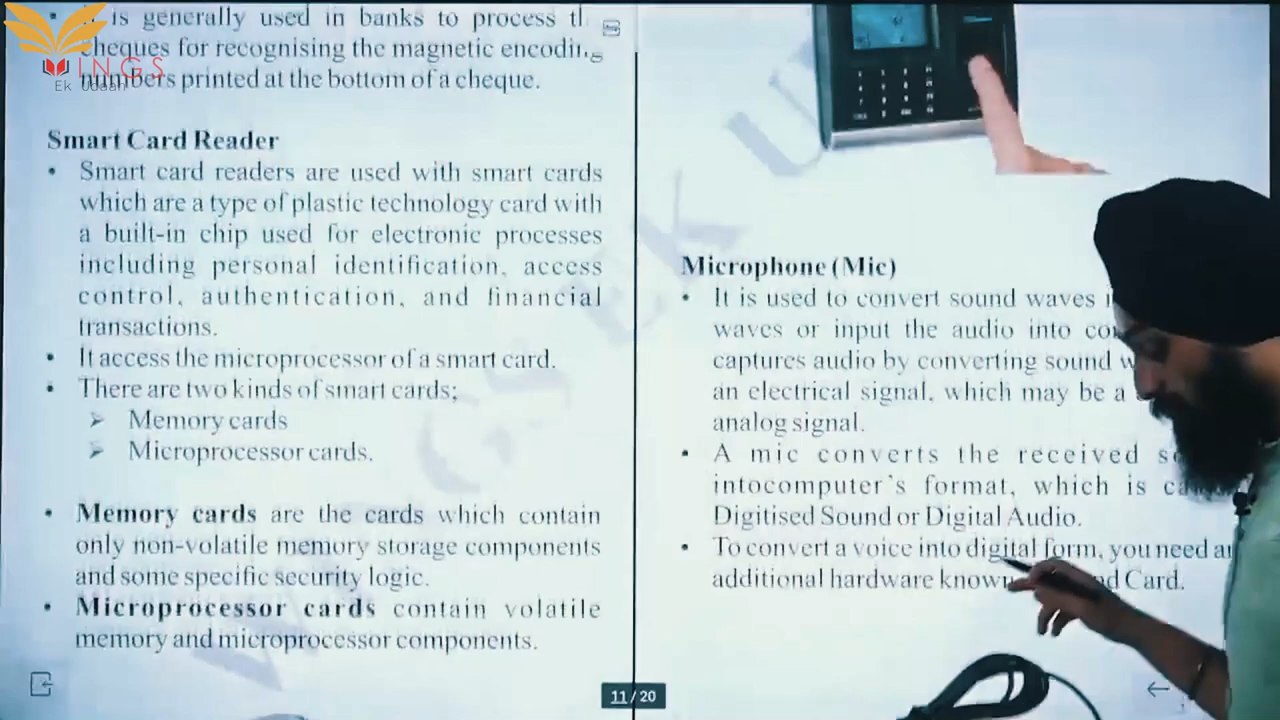 is generally used in banks to process
cheques for recognising the magnetic encoding
numbers printed at the bottom of a cheque.
WINGS
Ek Udaan
Smart Card Reader
• Smart card readers are used with smart cards
which are a type of plastic technology card with
a built-in chip used for electronic processes
including personal identification, access
control, authentication, and financial
transactions.
• It access the microprocessor of a smart card.
• There are two kinds of smart cards;
➢ Memory cards
➢ Microprocessor cards.
• Memory cards are the cards which contain
only non-volatile memory storage components
and some specific security logic.
• Microprocessor cards contain volatile
memory and microprocessor components.
Microphone (Mic)
• It is used to convert sound waves
waves or input the audio into
captures audio by converting sound
an electrical signal, which may be a
analog signal.
• A mic converts the received
intocomputer's format, which is
Digitised Sound or Digital Audio.
• To convert a voice into digital form, you need
additional hardware Card.
11 / 20